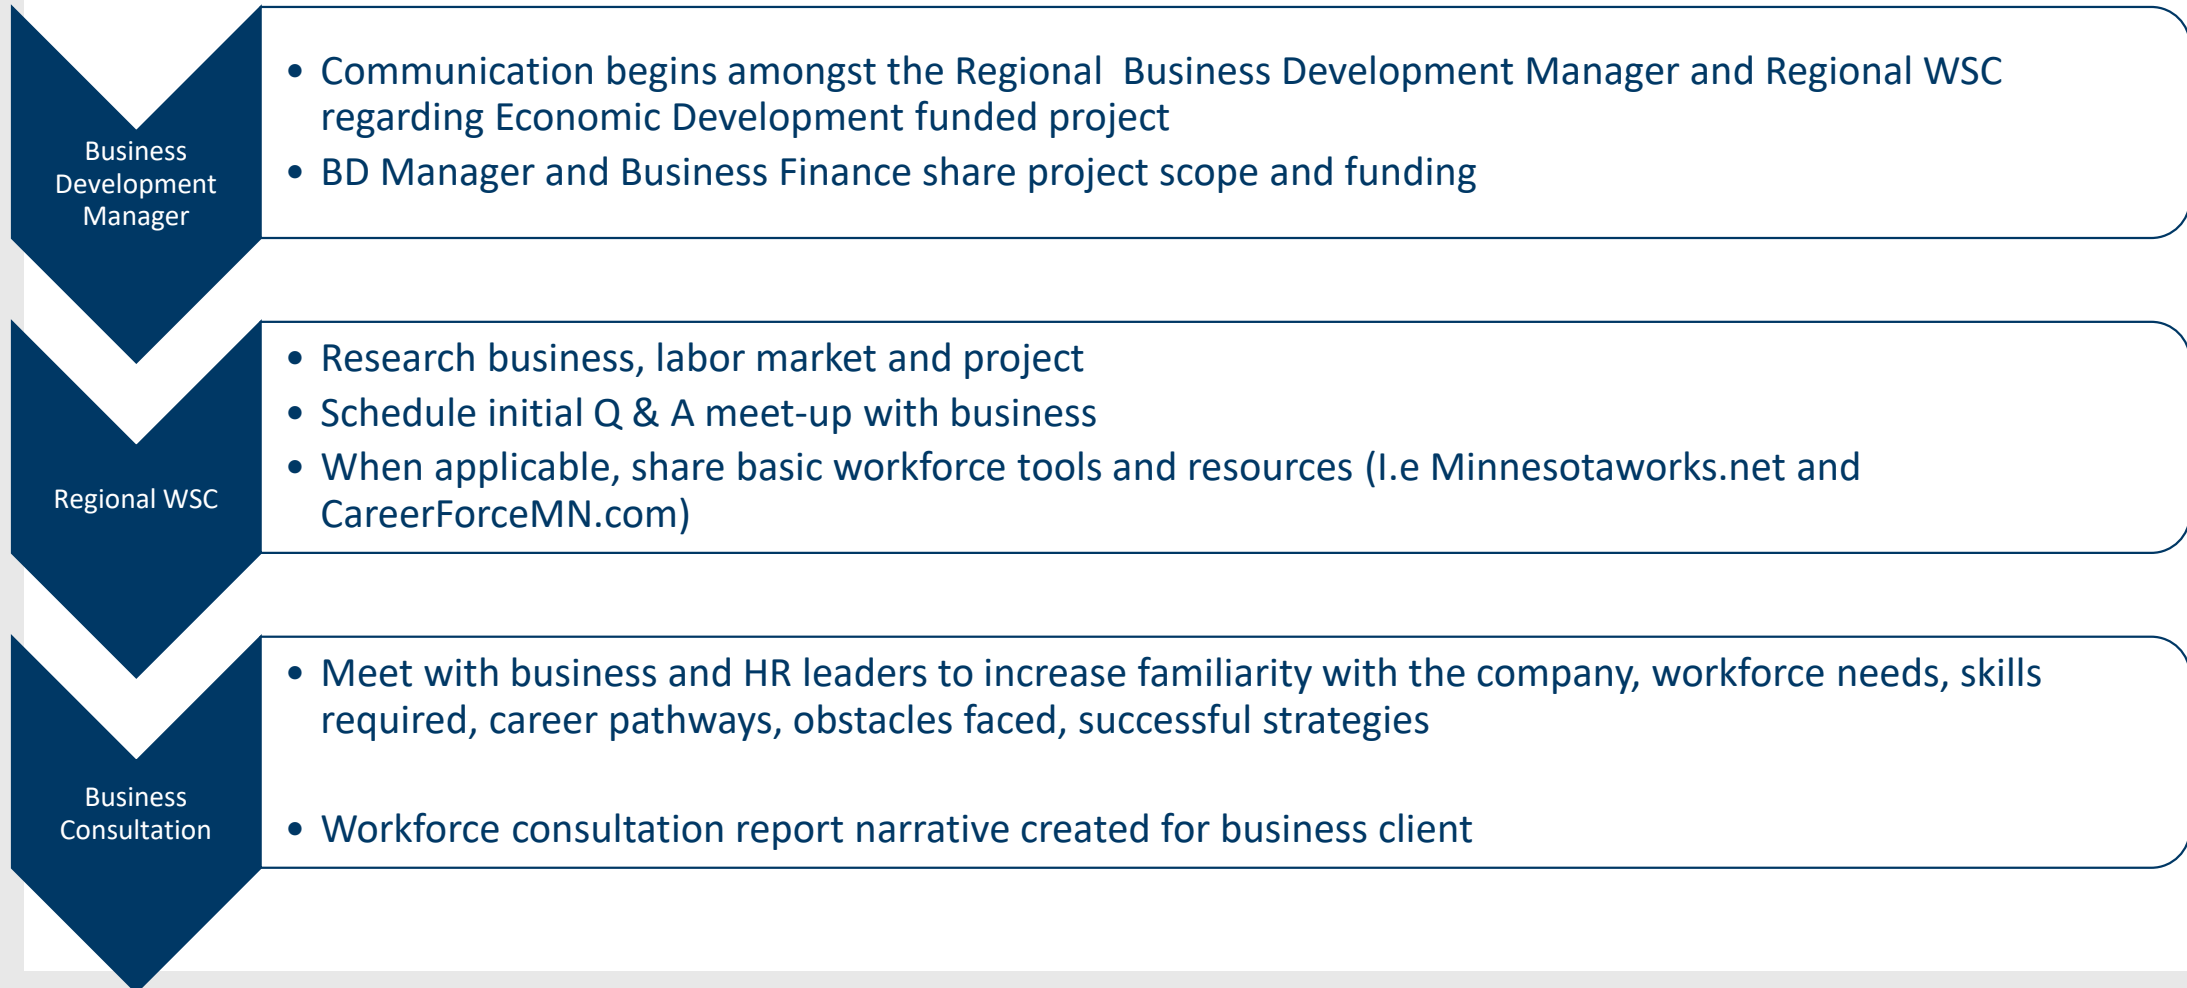 Business
Development
Manager
• Communication begins amongst the Regional  Business Development Manager and Regional WSC
regarding Economic Development funded project
• BD Manager and Business Finance share project scope and funding
Regional WSC
• Research business, labor market and project
• Schedule initial Q & A meet-up with business
• When applicable, share basic workforce tools and resources (I.e Minnesotaworks.net and
CareerForceMN.com)
Business
Consultation
• Meet with business and HR leaders to increase familiarity with the company, workforce needs, skills
required, career pathways, obstacles faced, successful strategies
• Workforce consultation report narrative created for business client